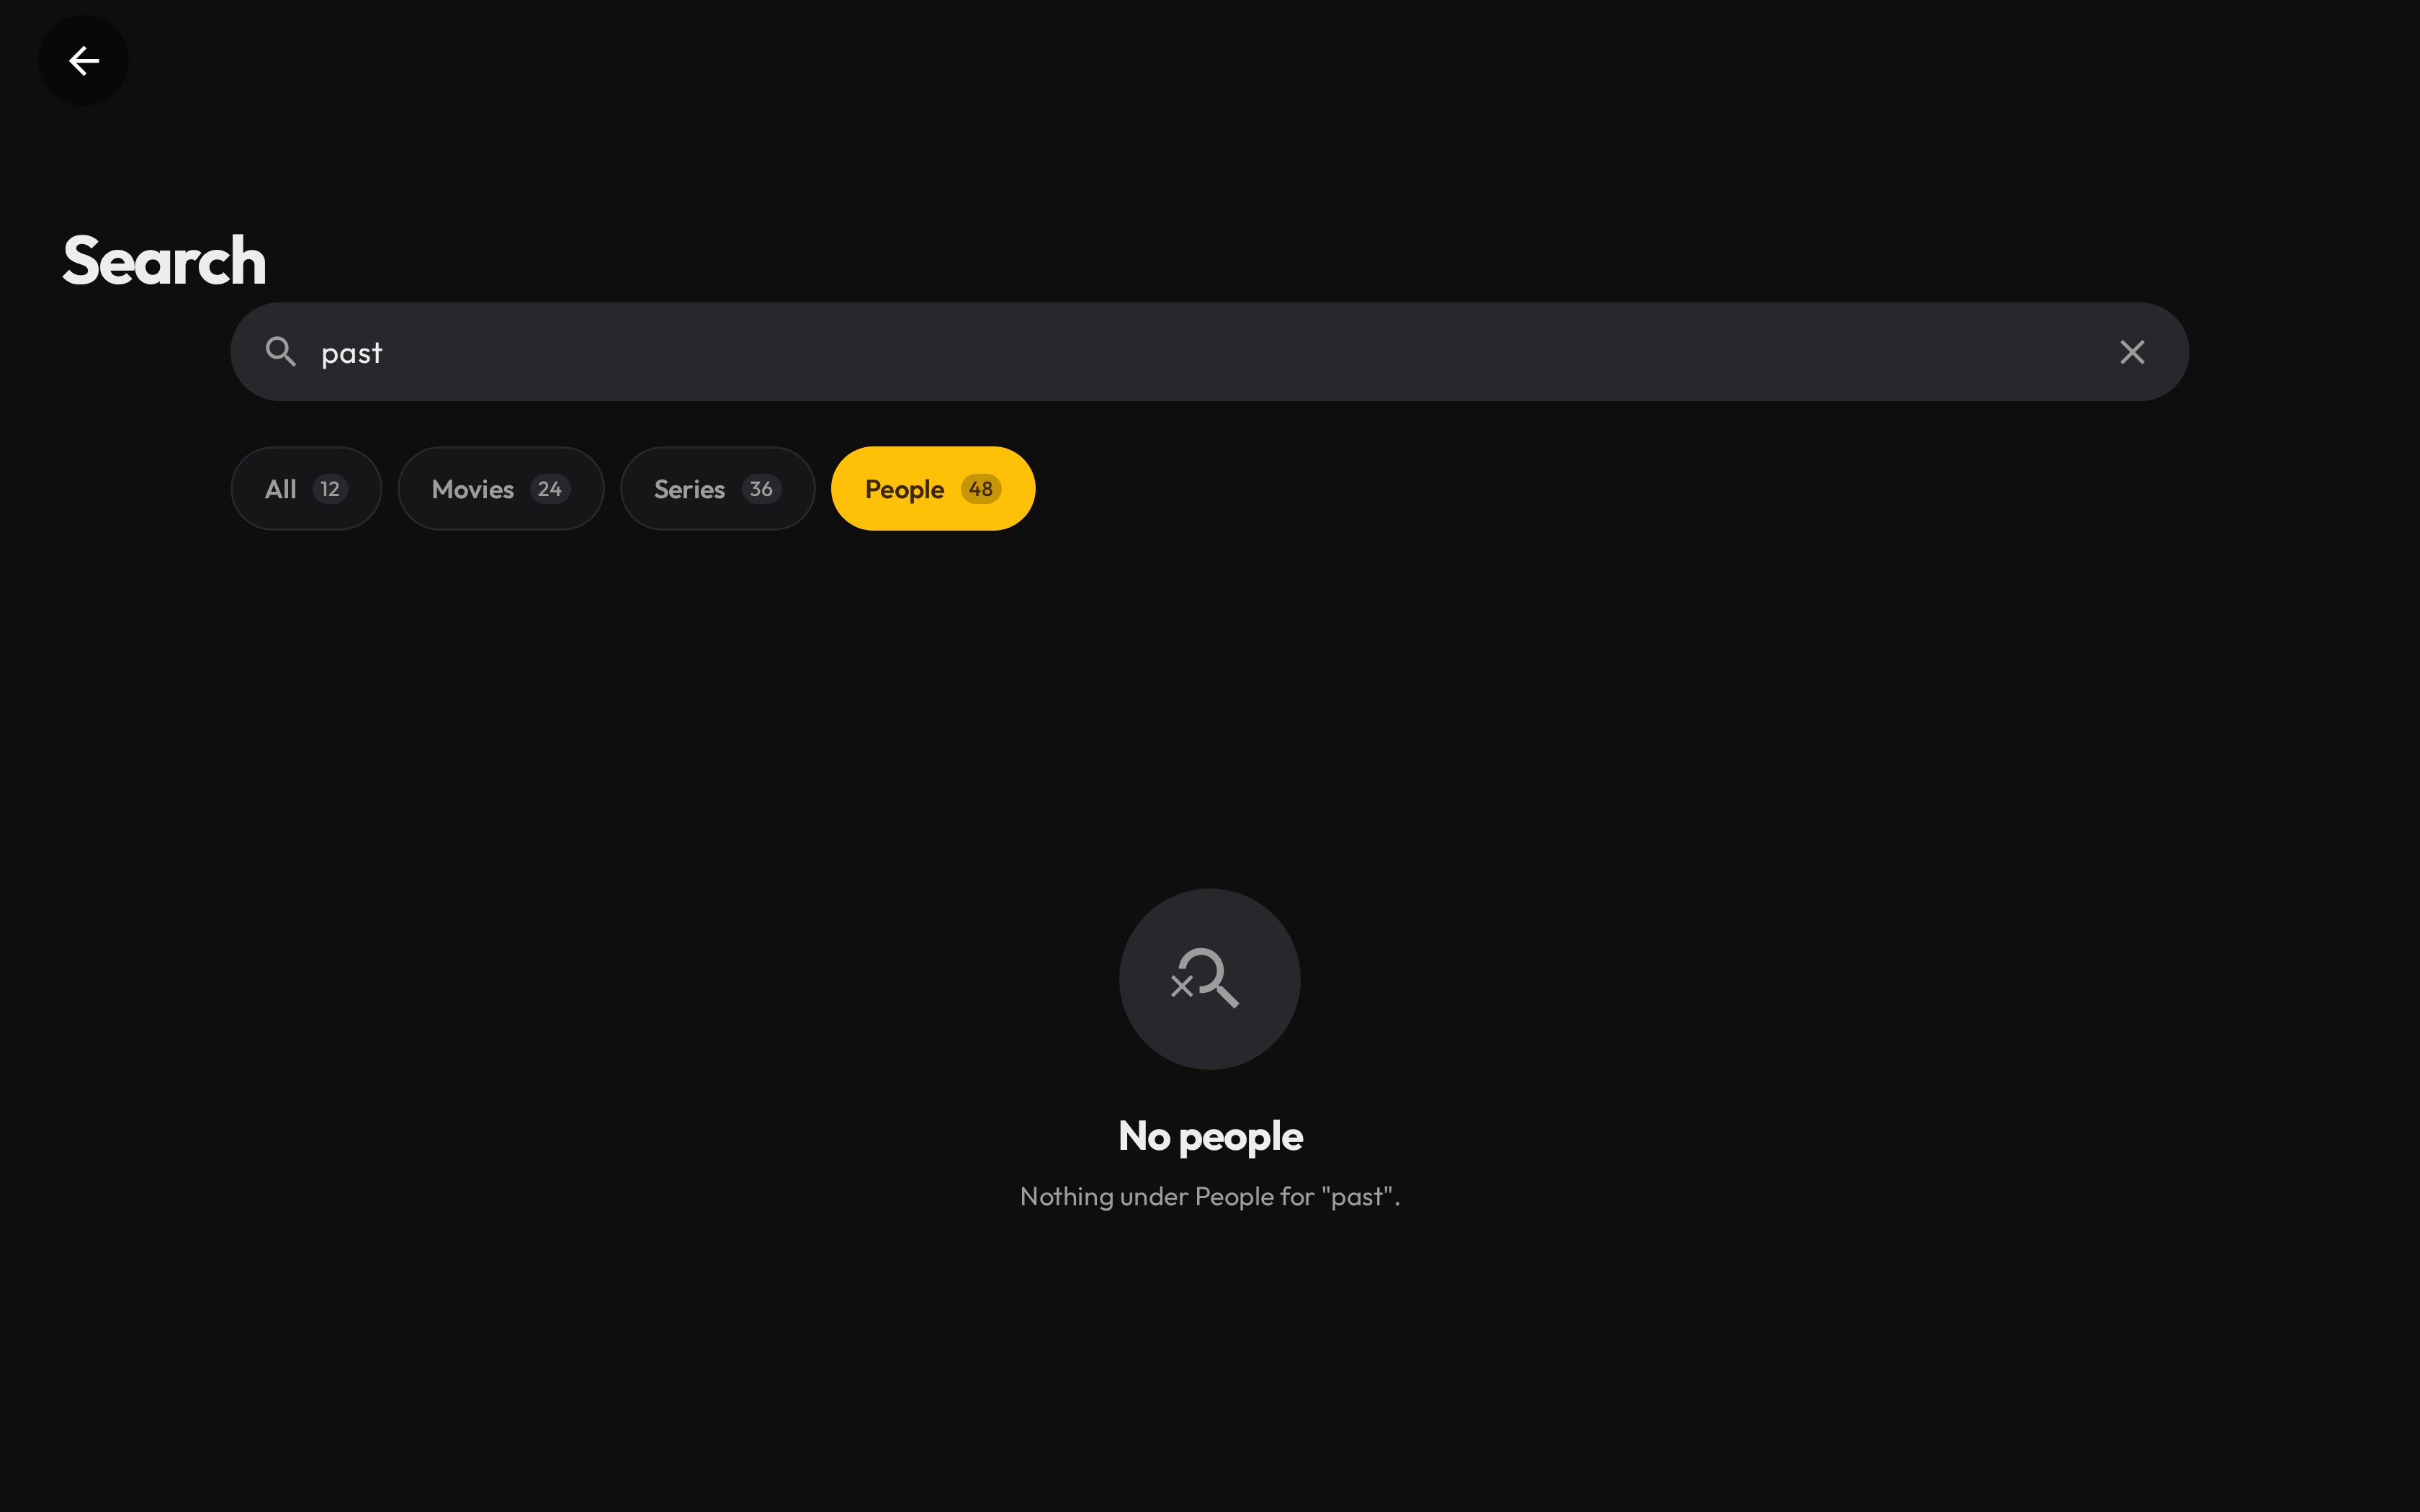 Search
past
All 12 Movies 24 Series 36 People 48
No people
Nothing under People for "past".